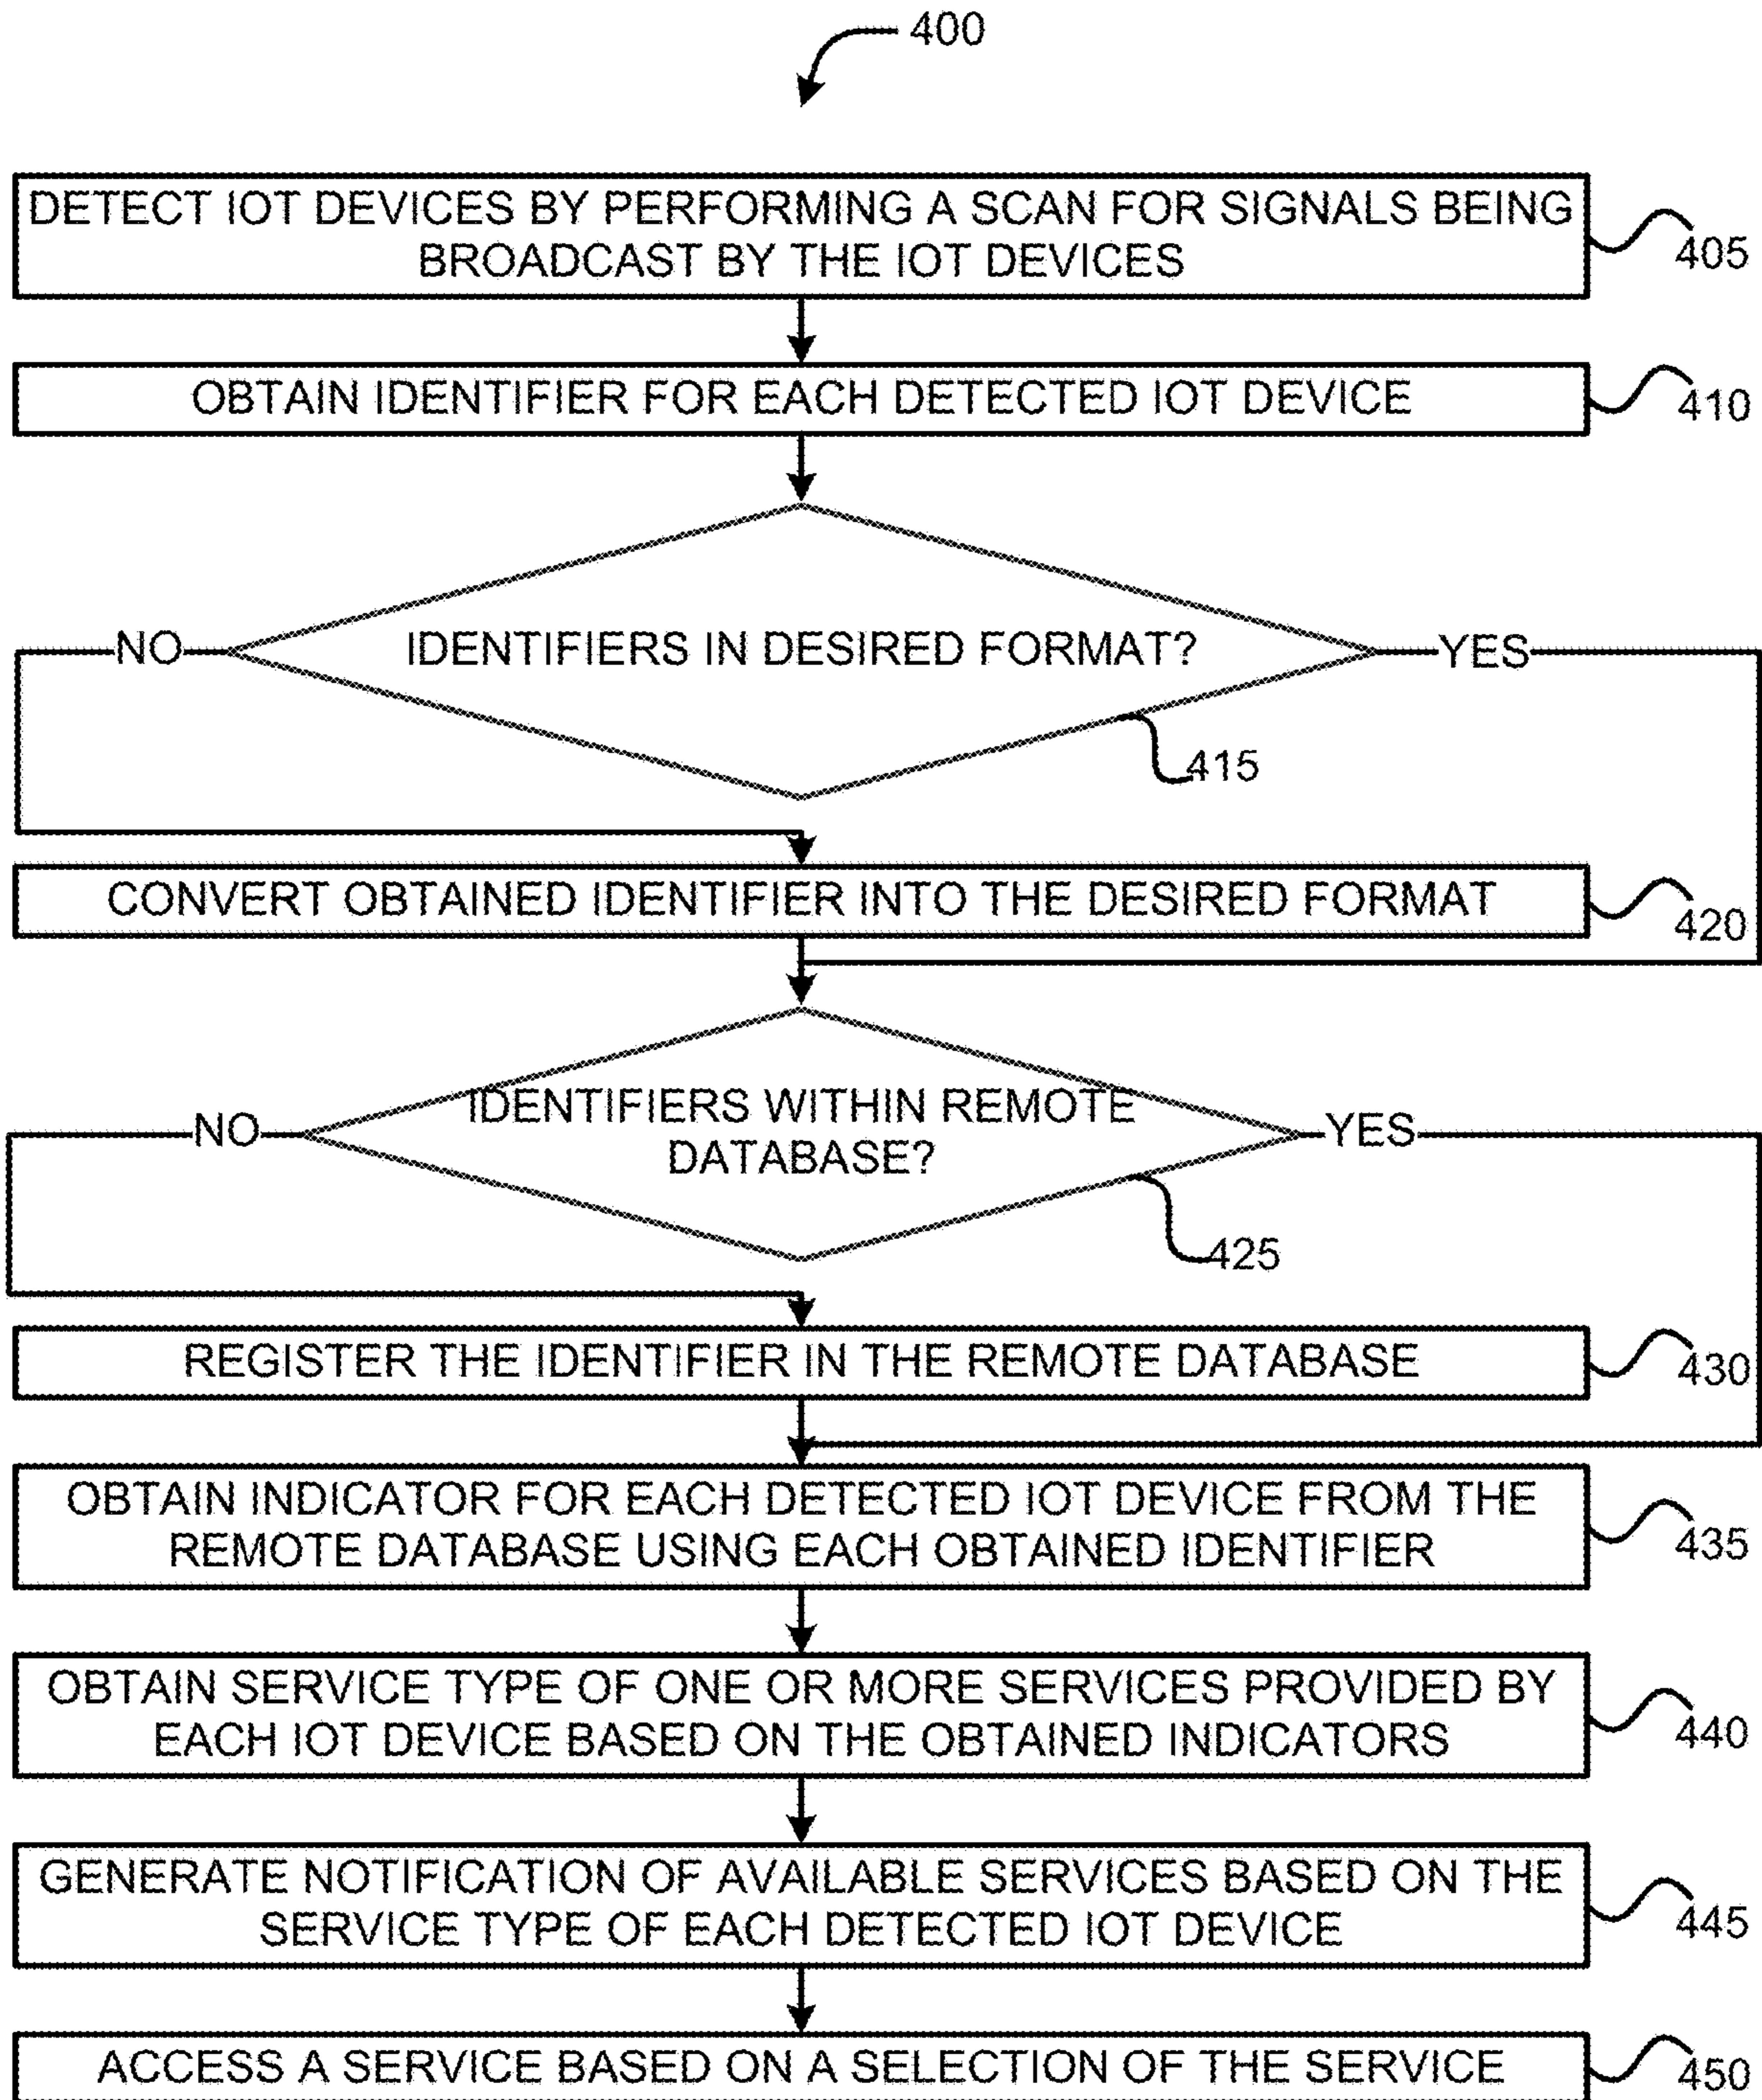 400
DETECT IOT DEVICES BY PERFORMING A SCAN FOR SIGNALS BEING
BROADCAST BY THE IOT DEVICES
405
OBTAIN IDENTIFIER FOR EACH DETECTED IOT DEVICE
410
NO
IDENTIFIERS IN DESIRED FORMAT?
YES
415
CONVERT OBTAINED IDENTIFIER INTO THE DESIRED FORMAT
420
NO
IDENTIFIERS WITHIN REMOTE
DATABASE?
YES
425
REGISTER THE IDENTIFIER IN THE REMOTE DATABASE
430
OBTAIN INDICATOR FOR EACH DETECTED IOT DEVICE FROM THE
REMOTE DATABASE USING EACH OBTAINED IDENTIFIER
435
OBTAIN SERVICE TYPE OF ONE OR MORE SERVICES PROVIDED BY
EACH IOT DEVICE BASED ON THE OBTAINED INDICATORS
440
GENERATE NOTIFICATION OF AVAILABLE SERVICES BASED ON THE
SERVICE TYPE OF EACH DETECTED IOT DEVICE
445
ACCESS A SERVICE BASED ON A SELECTION OF THE SERVICE
450